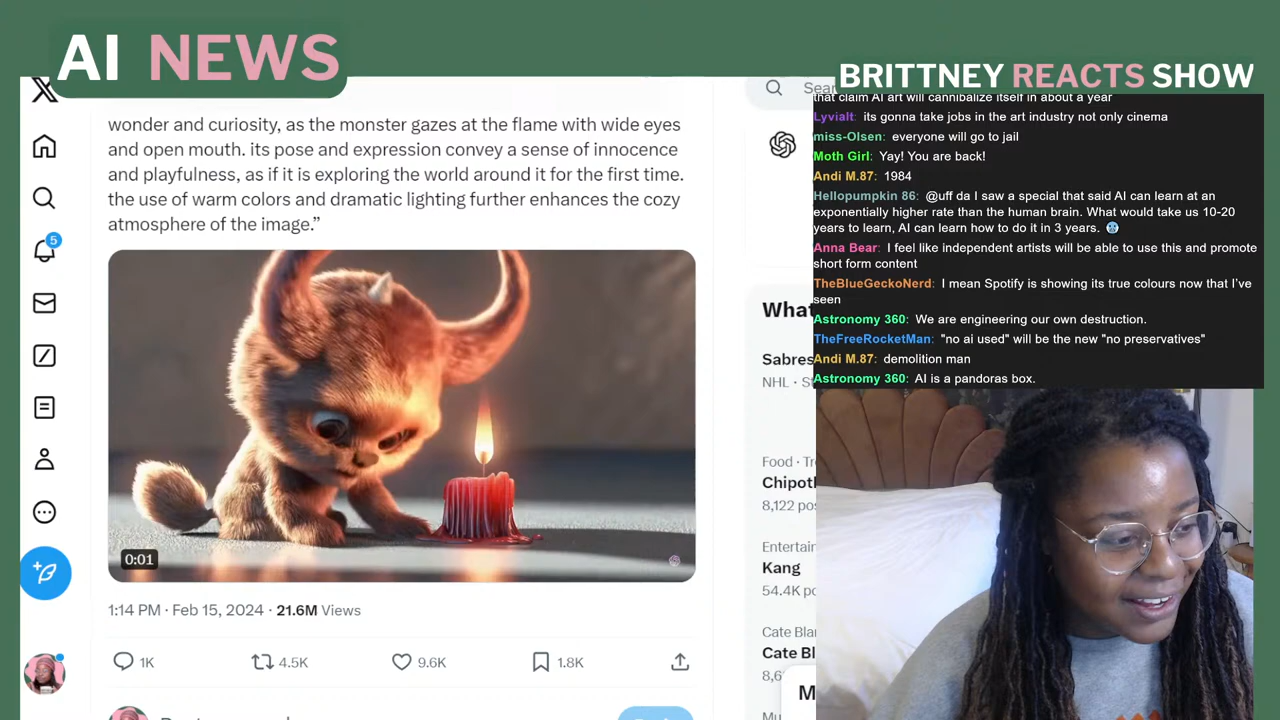 AI NEWS
BRITTNEY REACTS SHOW
wonder and curiosity, as the monster gazes at the flame with wide eyes
and open mouth. its pose and expression convey a sense of innocence
and playfulness, as if it is exploring the world around it for the first time.
the use of warm colors and dramatic lighting further enhances the cozy
atmosphere of the image.”
0:01
1:14 PM · Feb 15, 2024 · 21.6M Views
1K 4.5K 9.6K 1.8K
5
Sear
What
Sabres
NHL · S
Food · Tr
Chipotl
8,122 pos
Entertain
Kang
54.4K po
Cate Bla
Cate Bl
8,6
M
Mu
that claim AI art will cannibalize itself in about a year
Lyvialt: its gonna take jobs in the art industry not only cinema
miss-Olsen: everyone will go to jail
Moth Girl: Yay! You are back!
Andi M.87: 1984
Hellopumpkin 86: @uff da I saw a special that said AI can learn at an
exponentially higher rate than the human brain. What would take us 10-20
years to learn, AI can learn how to do it in 3 years. 🥶
Anna Bear: I feel like independent artists will be able to use this and promote
short form content
TheBlueGeckoNerd: I mean Spotify is showing its true colours now that I've
seen
Astronomy 360: We are engineering our own destruction.
TheFreeRocketMan: "no ai used" will be the new "no preservatives"
Andi M.87: demolition man
Astronomy 360: AI is a pandoras box.